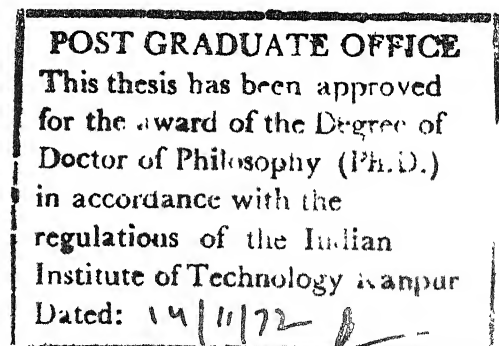 POST GRADUATE OFFICE
This thesis has been approved
for the award of the Degree of
Doctor of Philosophy (Ph.D.)
in accordance with the
regulations of the Indian
Institute of Technology Kanpur
Dated: 14/11/72